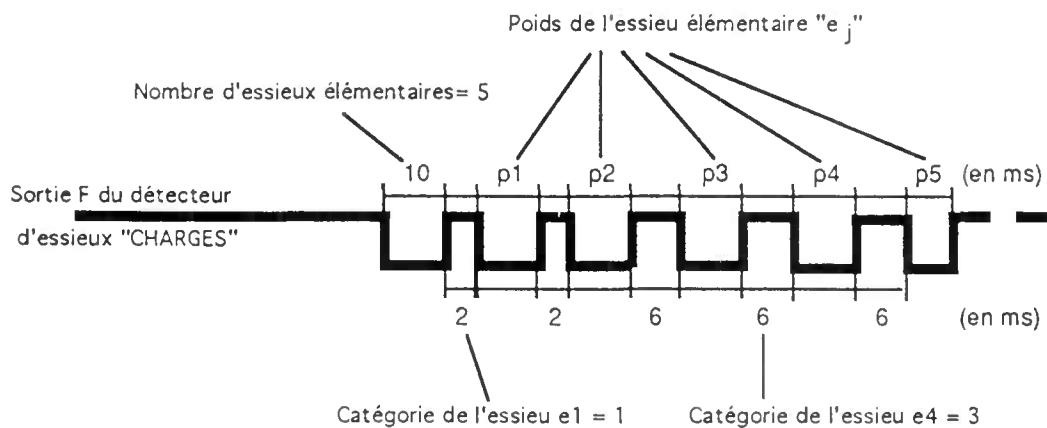 Poids de l'essieu élémentaire "e j"
Nombre d'essieux élémentaires= 5
10 p1 p2 p3 p4 p5 (en ms)
Sortie F du détecteur
d'essieux "CHARGES"
2 2 6 6 6 (en ms)
Catégorie de l'essieu e1 = 1 Catégorie de l'essieu e4 = 3